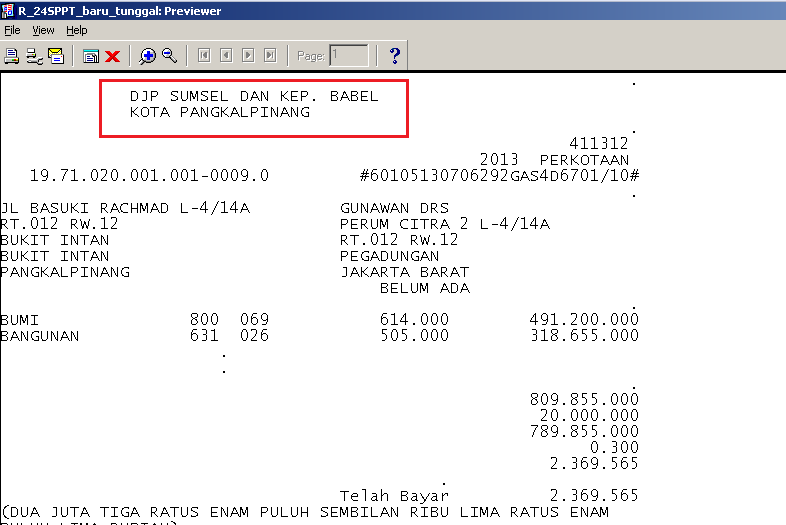 R_24SPPT_baru_tunggal: Previewer
File View Help
Page: 1
DJP SUMSEL DAN KEP. BABEL
KOTA PANGKALPINANG
411312
2013 PERKOTAAN
19.71.020.001.001-0009.0 #60105130706292GAS4D6701/10#
JL BASUKI RACHMAD L-4/14A GUNAWAN DRS
RT.012 RW.12 PERUM CITRA 2 L-4/14A
BUKIT INTAN RT.012 RW.12
BUKIT INTAN PEGADUNGAN
PANGKALPINANG JAKARTA BARAT
BELUM ADA
BUMI 800 069 614.000 491.200.000
BANGUNAN 631 026 505.000 318.655.000
809.855.000
20.000.000
789.855.000
0.300
2.369.565
Telah Bayar 2.369.565
(DUA JUTA TIGA RATUS ENAM PULUH SEMBILAN RIBU LIMA RATUS ENAM
PULUH LIMA RUPIAH)